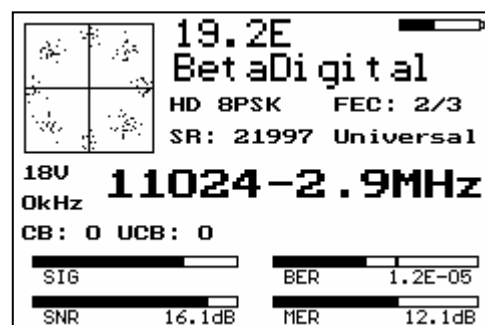 19.2E
BetaDigital
HD 8PSK FEC: 2/3
SR: 21997 Universal
18V
0kHz
11024-2.9MHz
CB: 0 UCB: 0
SIG
BER 1.2E-05
SNR 16.1dB
MER 12.1dB